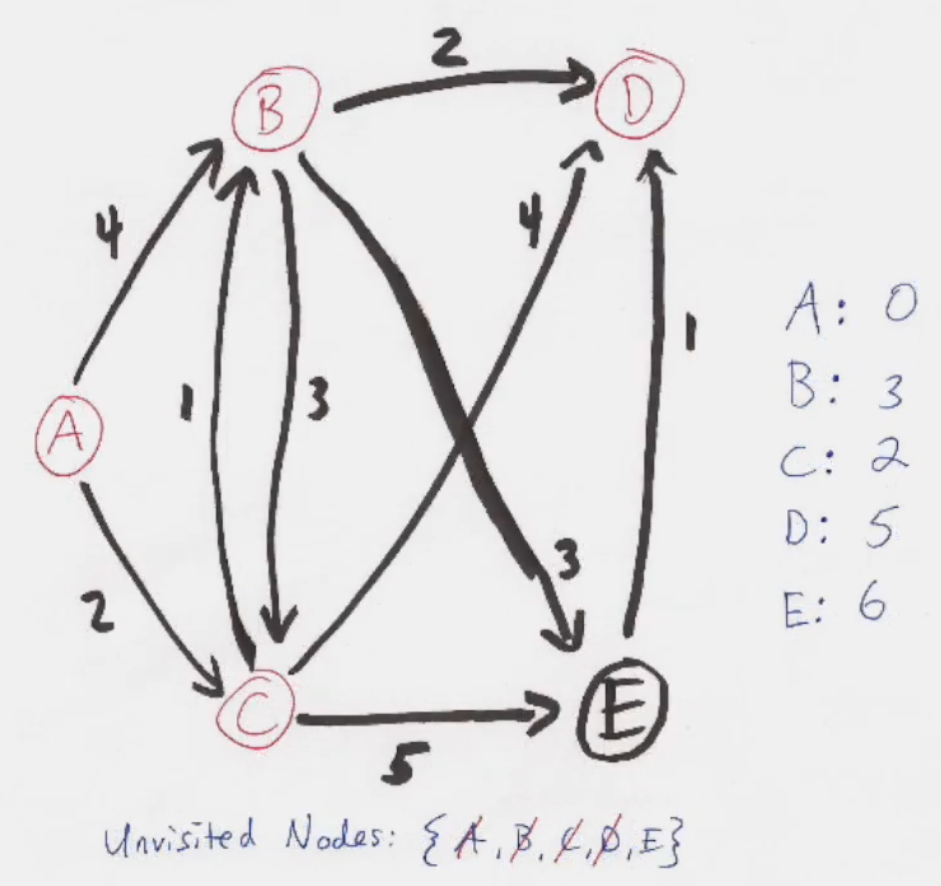 2
B
D
4
4
A: 0
1
B: 3
1
3
A
C: 2
D: 5
3
E: 6
2
C
E
5
Unvisited Nodes: {A, B, C, D, E}